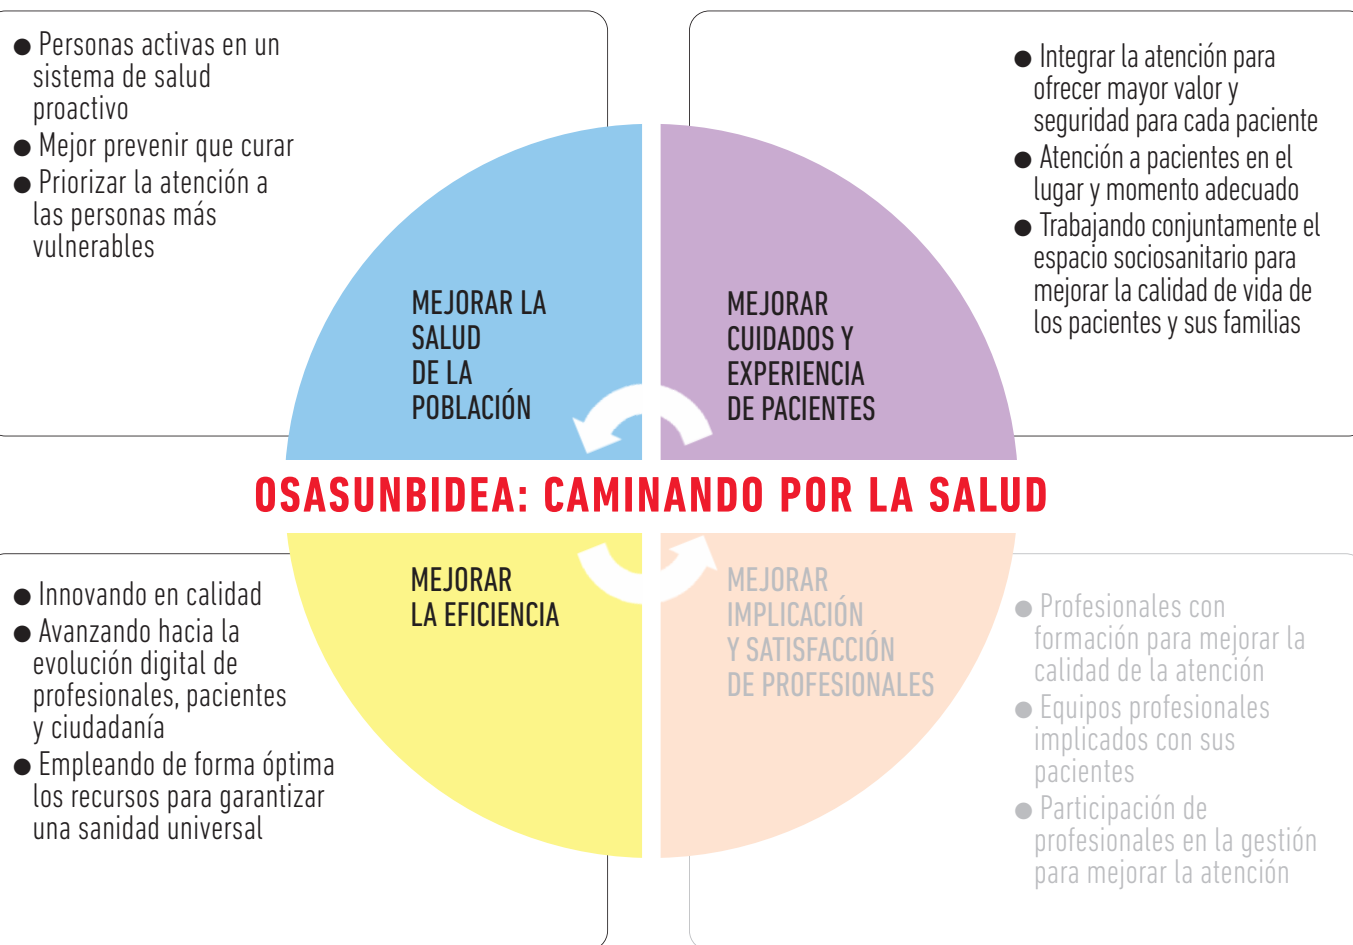 ● Personas activas en un
sistema de salud
proactivo
● Mejor prevenir que curar
● Priorizar la atención a
las personas más
vulnerables
● Integrar la atención para
ofrecer mayor valor y
seguridad para cada paciente
● Atención a pacientes en el
lugar y momento adecuado
● Trabajando conjuntamente el
espacio sociosanitario para
mejorar la calidad de vida de
los pacientes y sus familias
MEJORAR LA
SALUD
DE LA
POBLACIÓN
MEJORAR
CUIDADOS Y
EXPERIENCIA
DE PACIENTES
OSASUNBIDEA: CAMINANDO POR LA SALUD
MEJORAR
LA EFICIENCIA
MEJORAR
IMPLICACIÓN
Y SATISFACCIÓN
DE PROFESIONALES
● Innovando en calidad
● Avanzando hacia la
evolución digital de
profesionales, pacientes
y ciudadanía
● Empleando de forma óptima
los recursos para garantizar
una sanidad universal
● Profesionales con
formación para mejorar la
calidad de la atención
● Equipos profesionales
implicados con sus
pacientes
● Participación de
profesionales en la gestión
para mejorar la atención